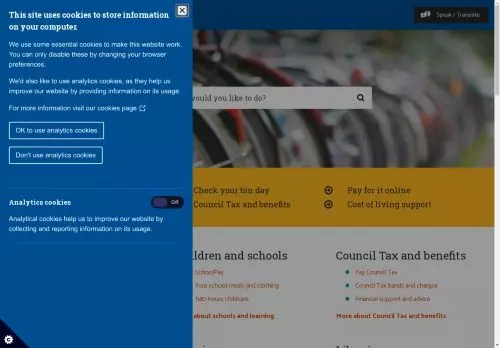 This site uses cookies to store information
on your computer.
We use some essential cookies to make this website work.
You can only disable these by changing your browser
preferences.
We'd also like to use analytics cookies, as they help us
improve our website by providing information on its usage.
For more information visit our cookies page
OK to use analytics cookies
Don't use analytics cookies
Analytics cookies
Off
Analytical cookies help us to improve our website by
collecting and reporting information on its usage.
Speak / Translate
would you like to do?
Check your bin day
Pay for it online
Council Tax and benefits
Cost of living support
and schools
Council Tax and benefits
SchoolPay
Pay Council Tax
Free school meals and clothing
Council Tax bands and charges
1140 hours childcare
Financial support and advice
about schools and learning
More about Council Tax and benefits